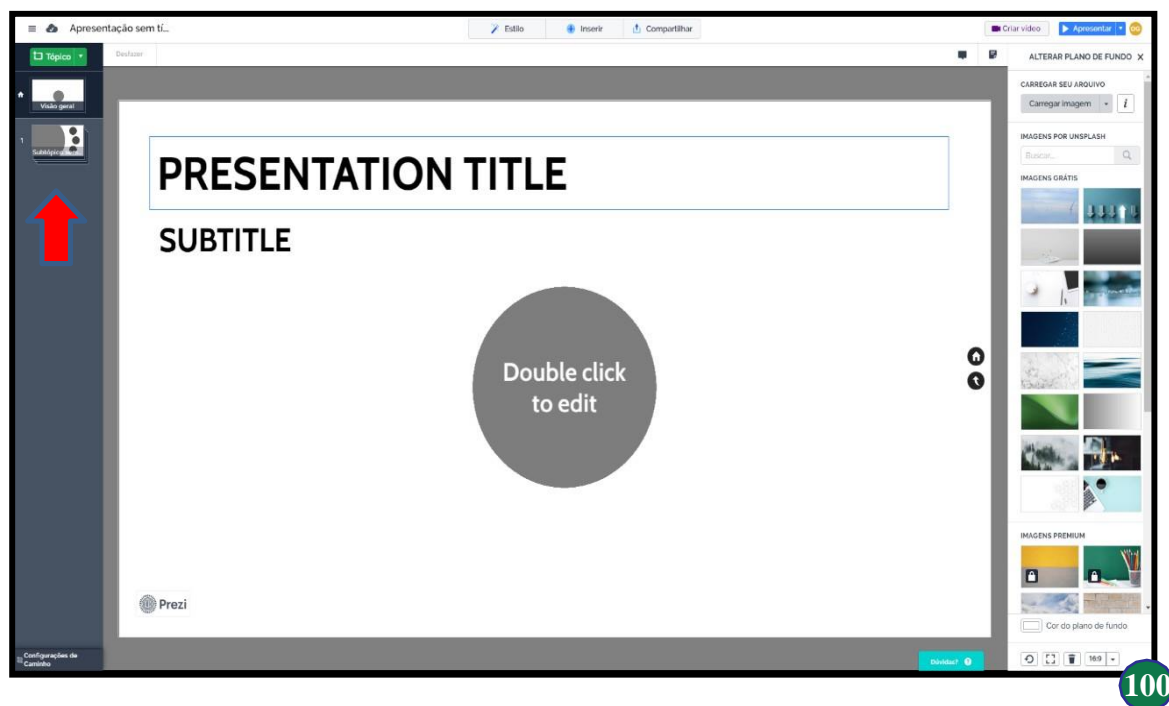 Apresentação sem tí...
Estilo
Inserir
Compartilhar
Criar vídeo
Apresentar
Tópico
Desfazer
ALTERAR PLANO DE FUNDO X
Visão geral
1
CARREGAR SEU ARQUIVO
Carregar imagem
i
IMAGENS POR UNSPLASH
Buscar...
IMAGENS GRÁTIS
PRESENTATION TITLE
SUBTITLE
Double click
to edit
IMAGENS PREMIUM
Prezi
Cor do plano de fundo
Configurações de
Caminho
Dúvidas?
16:9
100